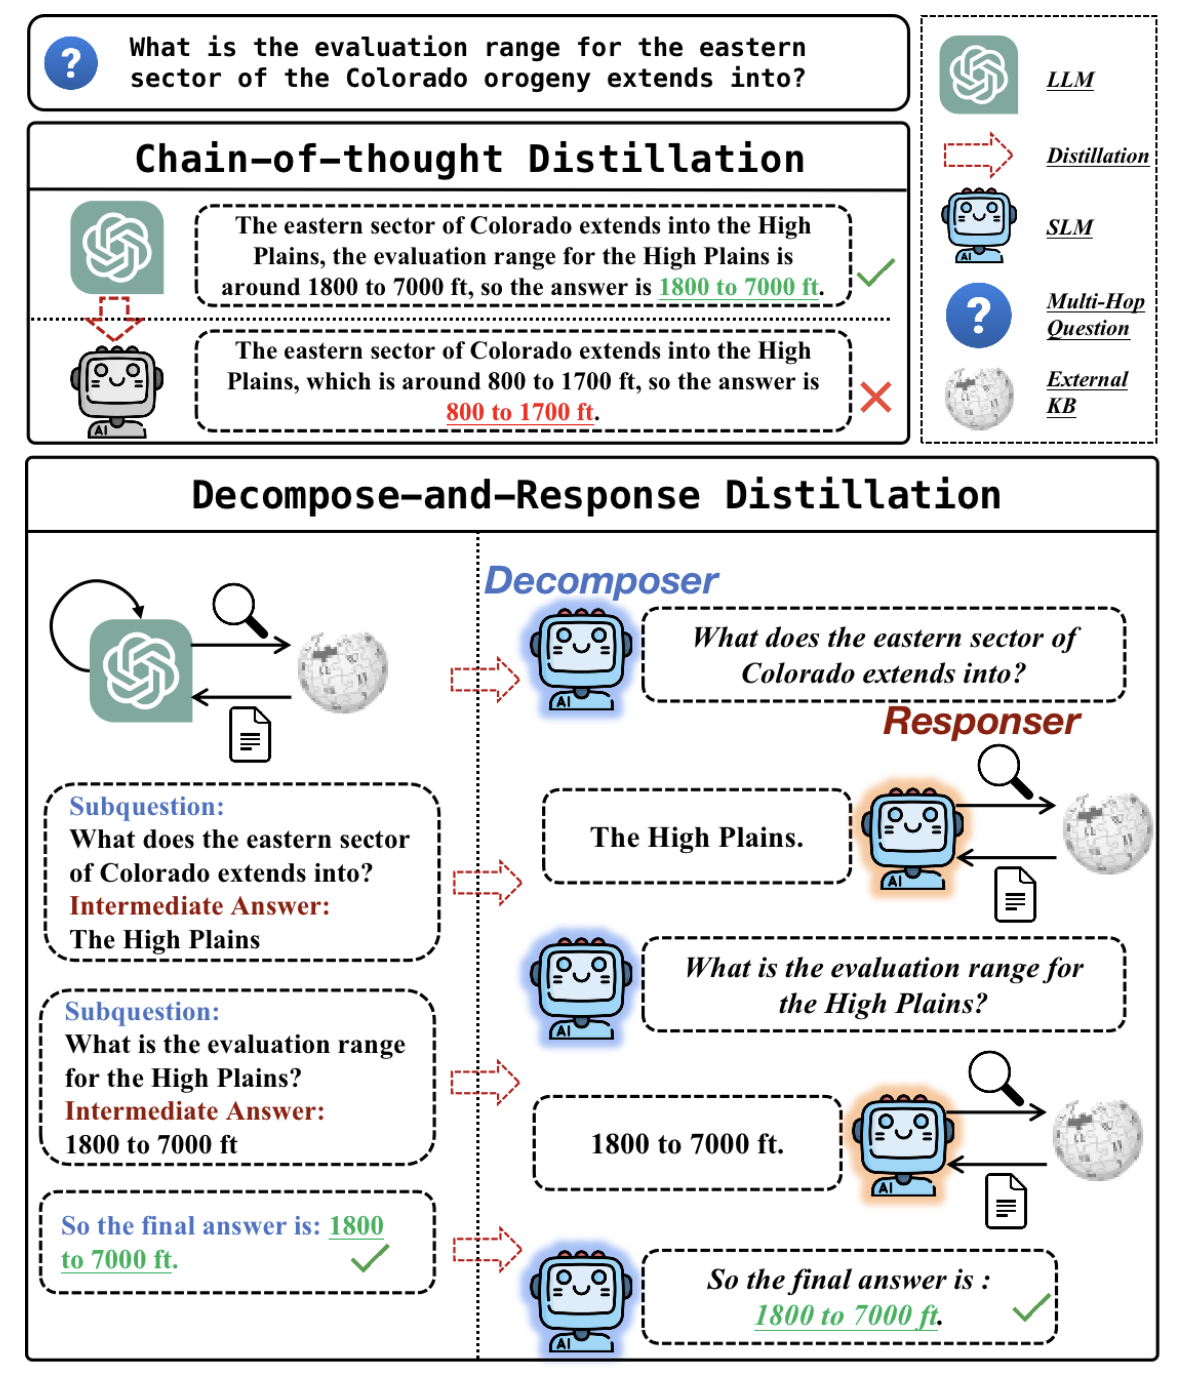 What is the evaluation range for the eastern
sector of the Colorado orogeny extends into?
LLM
Distillation
SLM
Multi-Hop
Question
External
KB
Chain-of-thought Distillation
The eastern sector of Colorado extends into the High
Plains, the evaluation range for the High Plains is
around 1800 to 7000 ft, so the answer is 1800 to 7000 ft.
The eastern sector of Colorado extends into the High
Plains, which is around 800 to 1700 ft, so the answer is
800 to 1700 ft.
AI
AI
Decompose-and-Response Distillation
Subquestion:
What does the eastern sector
of Colorado extends into?
Intermediate Answer:
The High Plains
Subquestion:
What is the evaluation range
for the High Plains?
Intermediate Answer:
1800 to 7000 ft
So the final answer is: 1800
to 7000 ft.
Decomposer
What does the eastern sector of
Colorado extends into?
AI
Responser
The High Plains.
AI
What is the evaluation range for
the High Plains?
AI
1800 to 7000 ft.
AI
So the final answer is :
1800 to 7000 ft.
AI